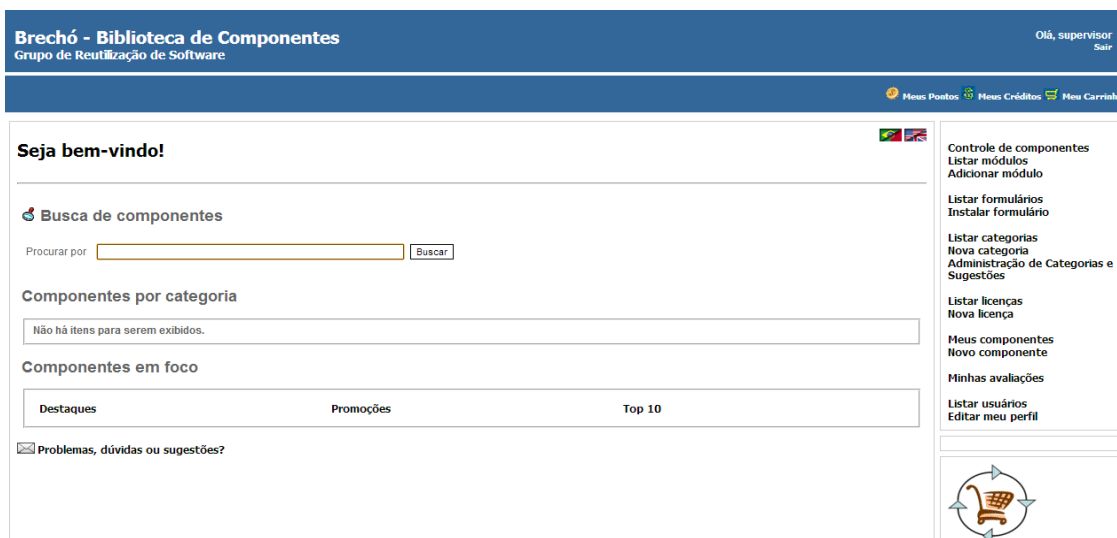 Brechó - Biblioteca de Componentes
Grupo de Reutilização de Software
Olá, supervisor
Sair
Meus Pontos Meus Créditos Meu Carrinh
Seja bem-vindo!
Busca de componentes
Procurar por Buscar
Componentes por categoria
Não há itens para serem exibidos.
Componentes em foco
Destaques Promoções Top 10
Problemas, dúvidas ou sugestões?
Controle de componentes
Listar módulos
Adicionar módulo
Listar formulários
Instalar formulário
Listar categorias
Nova categoria
Administração de Categorias e
Sugestões
Listar licenças
Nova licença
Meus componentes
Novo componente
Minhas avaliações
Listar usuários
Editar meu perfil